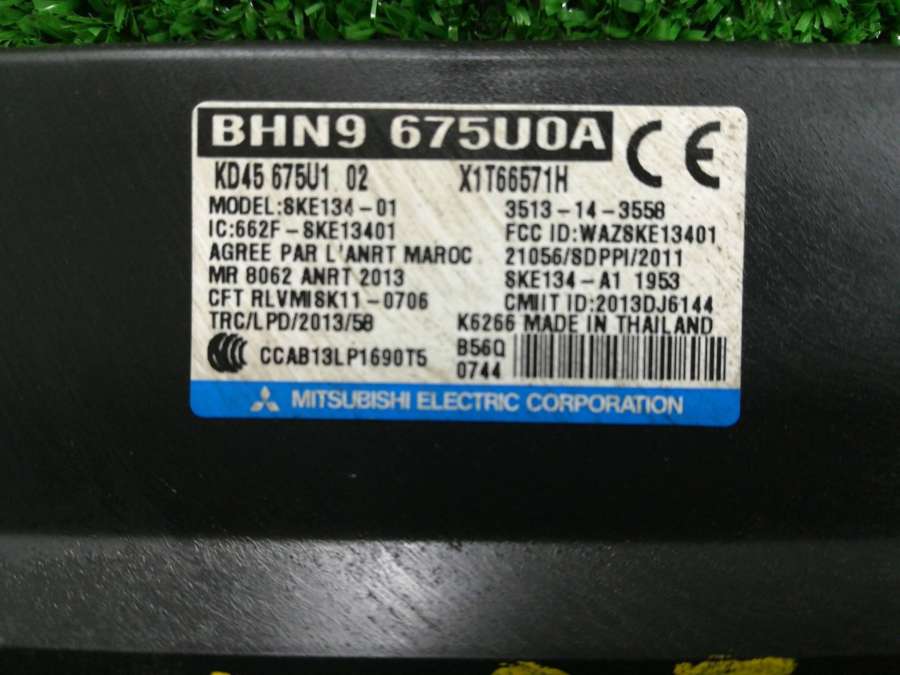 BHN9 675U0A
KD45 675U1 02 X1T66571H
MODEL:SKE134-01 3513-14-3558
IC:662F-SKE13401 FCC ID:WAZSKE13401
AGREE PAR L'ANRT MAROC 21056/SDPPI/2011
MR 8062 ANRT 2013 SKE134-A1 1953
CFT RLVMISK11-0706 CMIIT ID:2013DJ6144
TRC/LPD/2013/58 K6266 MADE IN THAILAND
CCAB13LP1690T5 B56Q
0744
MITSUBISHI ELECTRIC CORPORATION